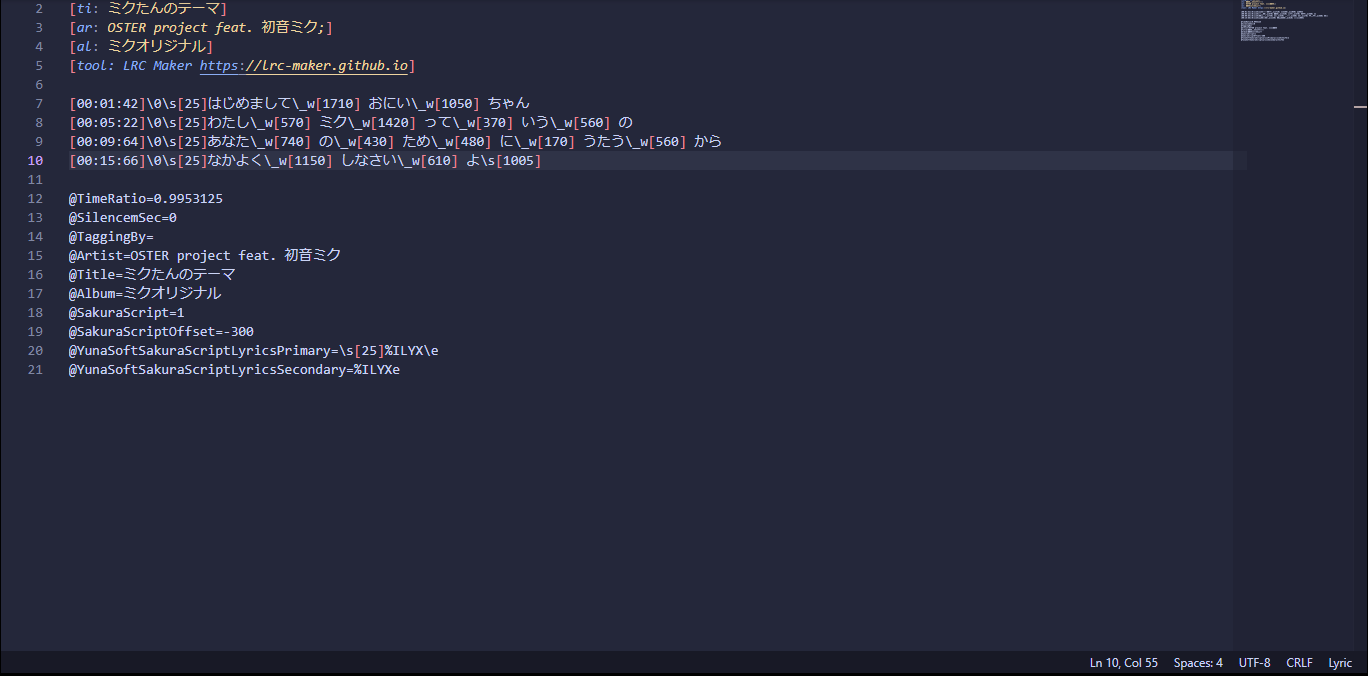 2 [ti: ミクたんのテーマ]
3 [ar: OSTER project feat. 初音ミク;]
4 [al: ミクオリジナル]
5 [tool: LRC Maker https://lrc-maker.github.io]
6
7 [00:01:42]\0\s[25]はじめまして\_w[1710] おにい\_w[1050] ちゃん
8 [00:05:22]\0\s[25]わたし\_w[570] ミク\_w[1420] って\_w[370] いう\_w[560] の
9 [00:09:64]\0\s[25]あなた\_w[740] の\_w[430] ため\_w[480] に\_w[170] うたう\_w[560] から
10 [00:15:66]\0\s[25]なかよく\_w[1150] しなさい\_w[610] よ\s[1005]
11
12 @TimeRatio=0.9953125
13 @SilencemSec=0
14 @TaggingBy=
15 @Artist=OSTER project feat. 初音ミク
16 @Title=ミクたんのテーマ
17 @Album=ミクオリジナル
18 @SakuraScript=1
19 @SakuraScriptOffset=-300
20 @YunaSoftSakuraScriptLyricsPrimary=\s[25]%ILYX\e
21 @YunaSoftSakuraScriptLyricsSecondary=%ILYXe
Ln 10, Col 55 Spaces: 4 UTF-8 CRLF Lyric